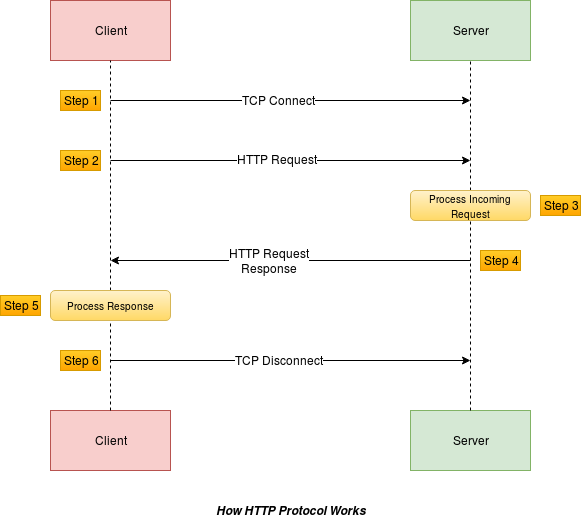 Client
Server
Step 1
TCP Connect
Step 2
HTTP Request
Process Incoming
Request
Step 3
HTTP Request
Response
Step 4
Step 5
Process Response
Step 6
TCP Disconnect
Client
Server
How HTTP Protocol Works